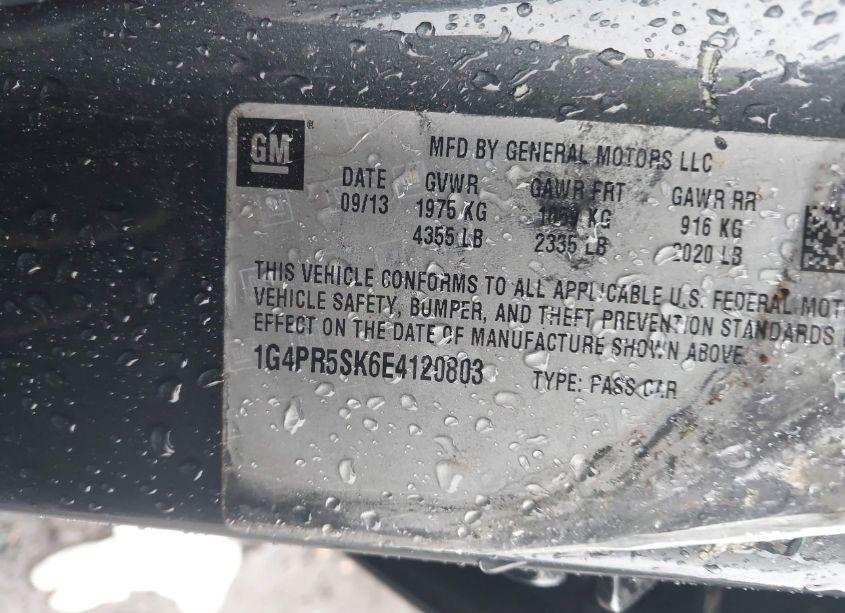 GM ®
MFD BY GENERAL MOTORS LLC
DATE GVWR GAWR FRT GAWR RR
09/13 1975 KG KG 916 KG
4355 LB 2335 LB 2020 LB
THIS VEHICLE CONFORMS TO ALL APPLICABLE U.S. FEDERAL MOT
VEHICLE SAFETY, BUMPER, AND THEFT PREVENTION STANDARDS
EFFECT ON THE DATE OF MANUFACTURE SHOWN ABOVE.
1G4PR5SK6E4120803 TYPE: PASS CAR